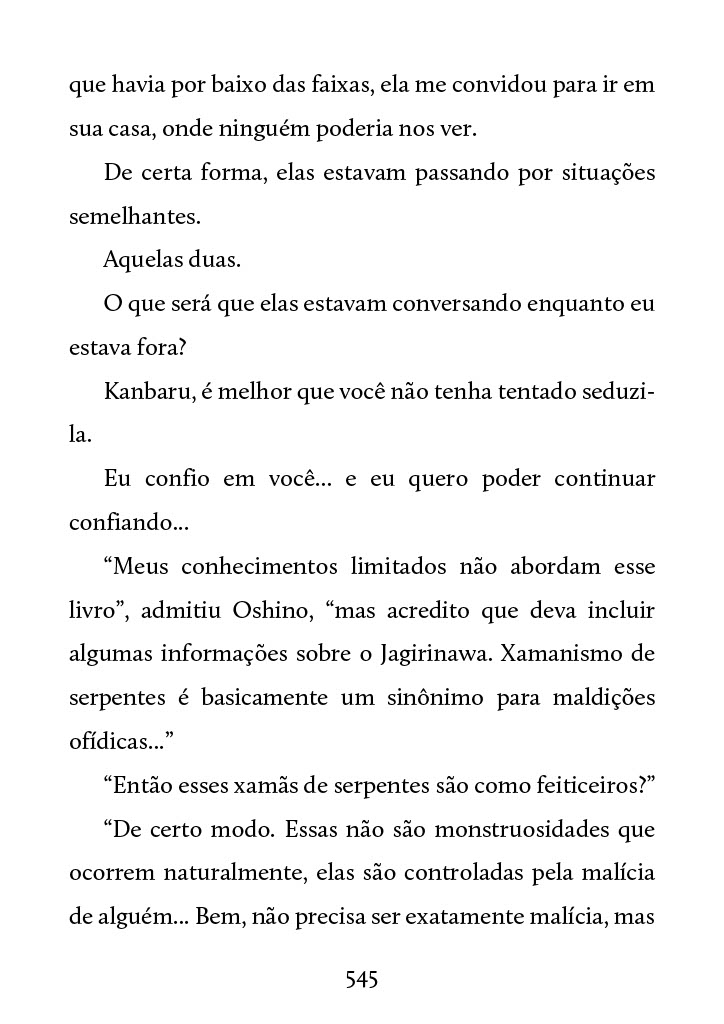 que havia por baixo das faixas, ela me convidou para ir em
sua casa, onde ninguém poderia nos ver.
De certa forma, elas estavam passando por situações
semelhantes.
Aquelas duas.
O que será que elas estavam conversando enquanto eu
estava fora?
Kanbaru, é melhor que você não tenha tentado seduzi-
la.
Eu confio em você... e eu quero poder continuar
confiando...
“Meus conhecimentos limitados não abordam esse
livro”, admitiu Oshino, “mas acredito que deva incluir
algumas informações sobre o Jagirinawa. Xamanismo de
serpentes é basicamente um sinônimo para maldições
ofídicas...”
“Então esses xamãs de serpentes são como feiticeiros?”
“De certo modo. Essas não são monstruosidades que
ocorrem naturalmente, elas são controladas pela malícia
de alguém... Bem, não precisa ser exatamente malícia, mas
545